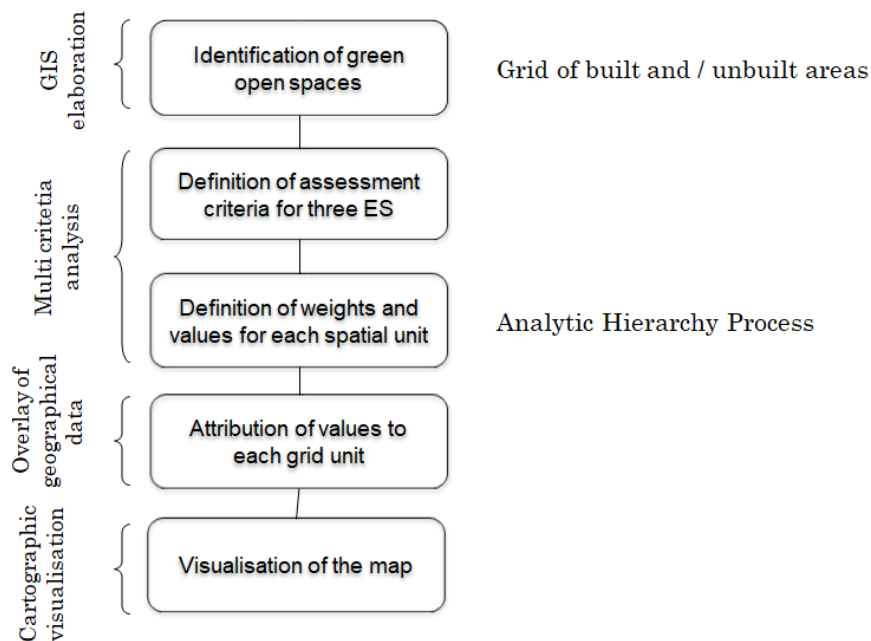 GIS
elaboration
Identification of green
open spaces
Grid of built and / unbuilt areas
Multi critetia
analysis
Definition of assessment
criteria for three ES
Definition of weights and
values for each spatial unit
Analytic Hierarchy Process
Overlay of
geographical
data
Attribution of values to
each grid unit
Cartographic
visualisation
Visualisation of the map